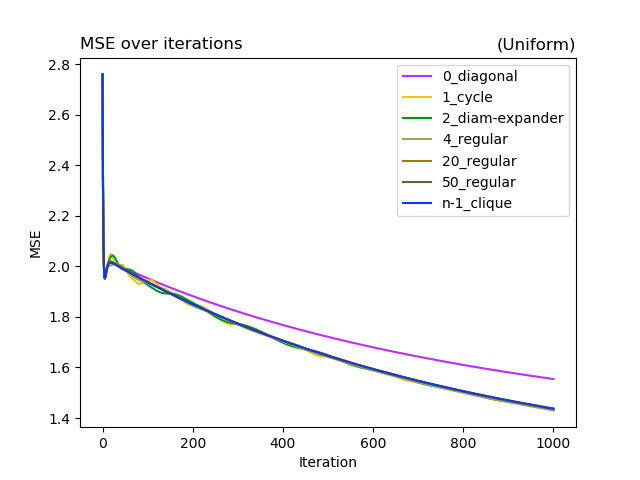 MSE over iterations (Uniform)
2.8
2.6
2.4
2.2
2.0
1.8
1.6
1.4
MSE
0_diagonal
1_cycle
2_diam-expander
4_regular
20_regular
50_regular
n-1_clique
0 200 400 600 800 1000
Iteration